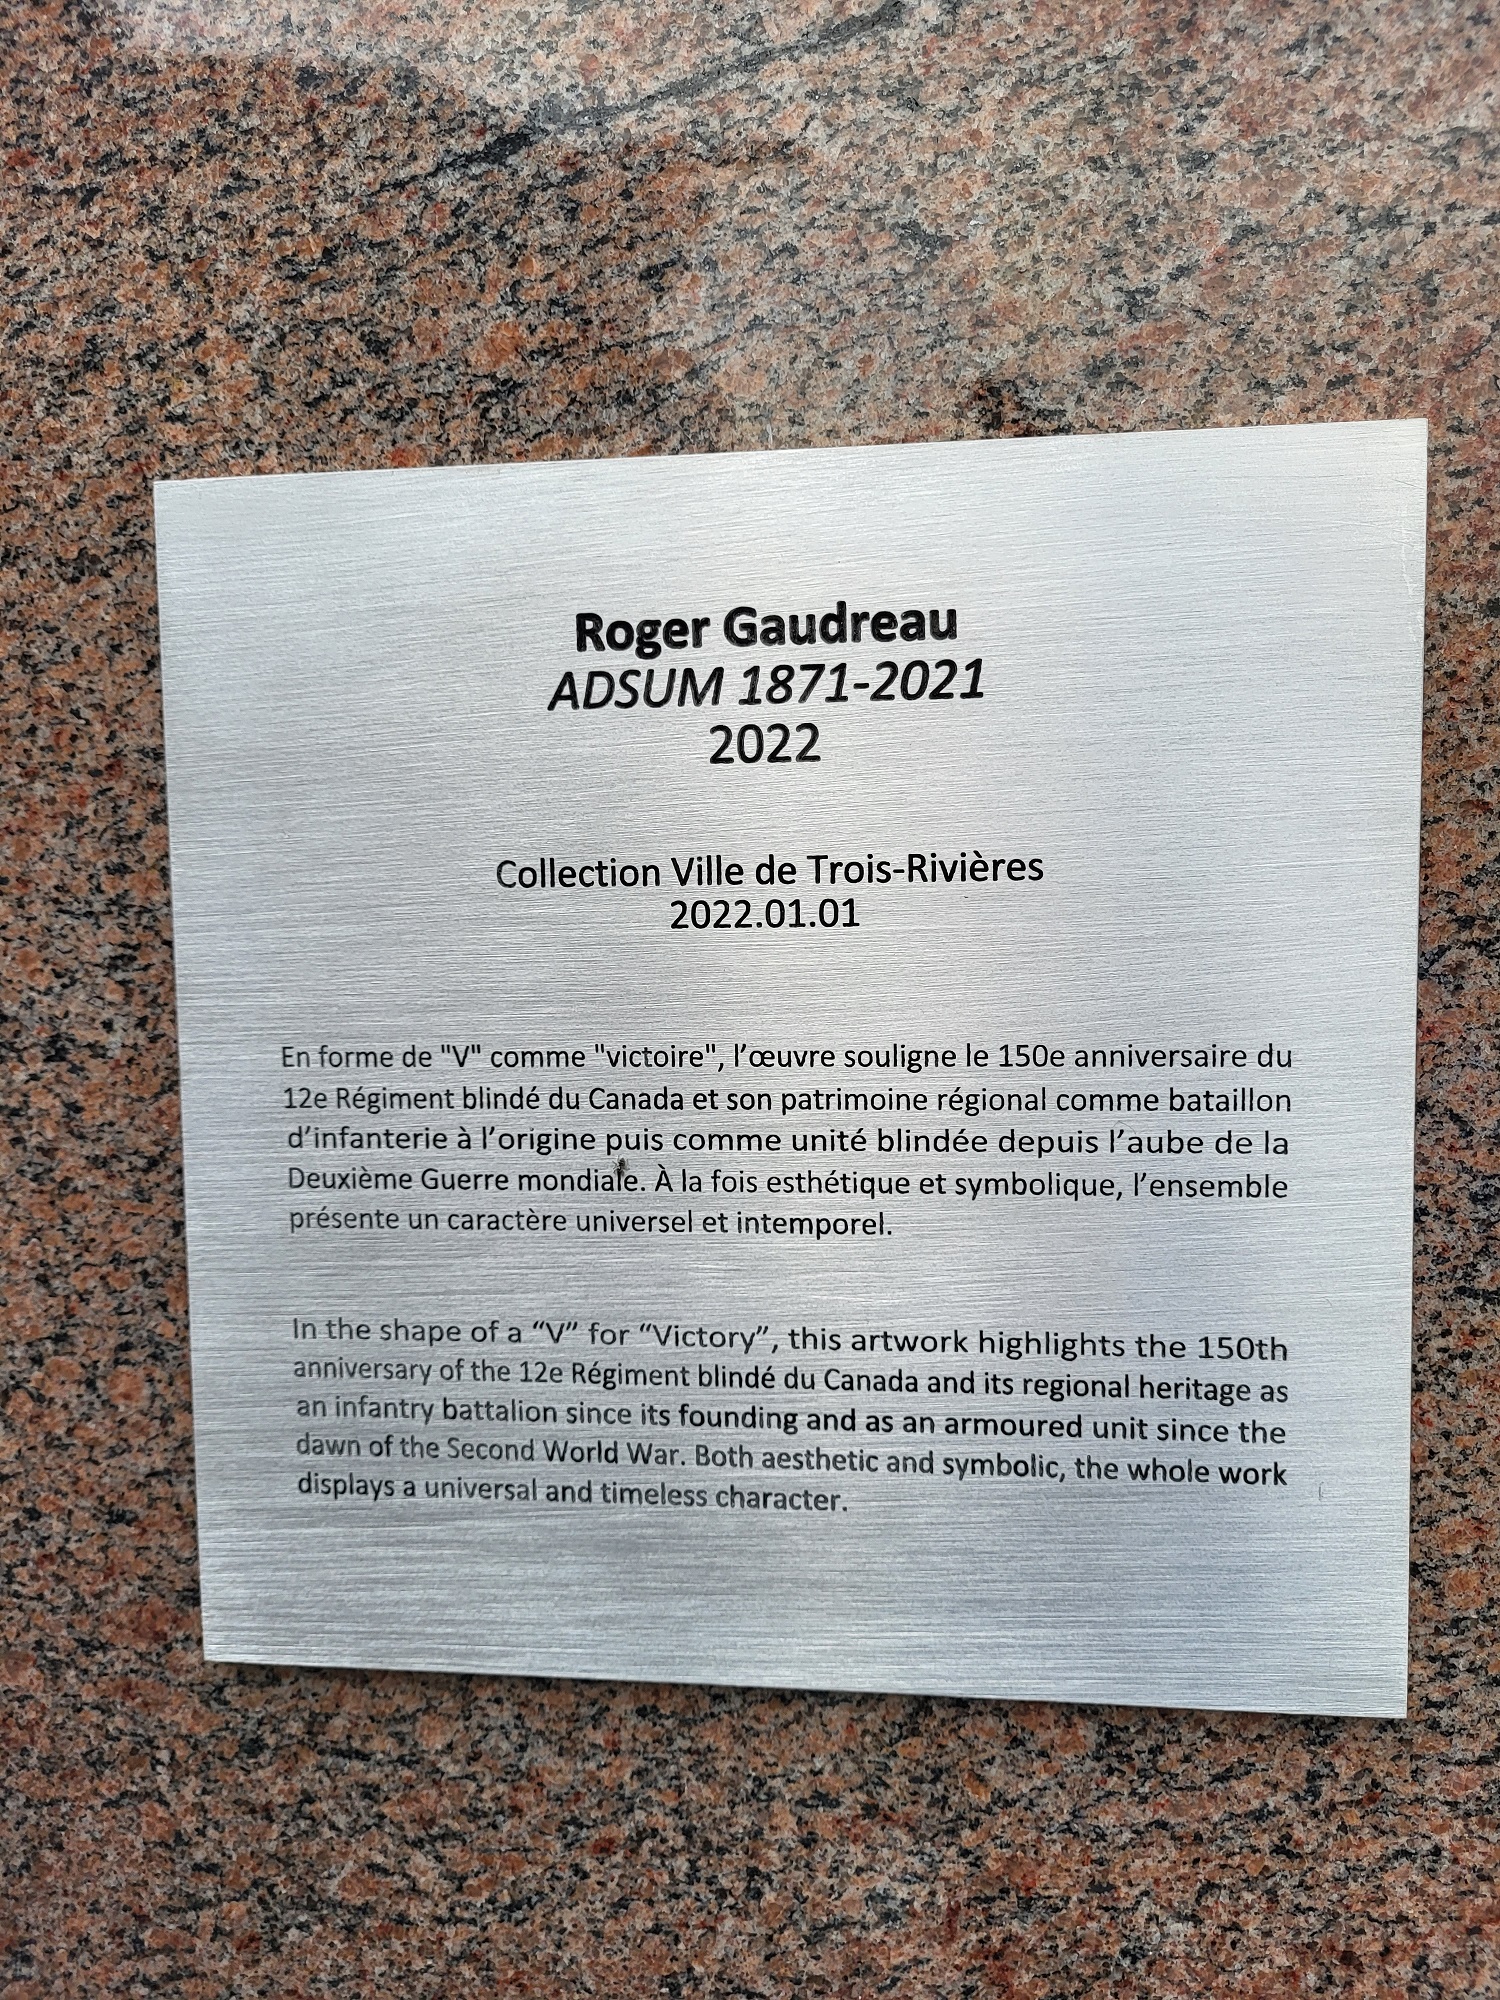 Roger Gaudreau
ADSUM 1871-2021
2022
Collection Ville de Trois-Rivières
2022.01.01
En forme de "V" comme "victoire", l’œuvre souligne le 150e anniversaire du
12e Régiment blindé du Canada et son patrimoine régional comme bataillon
d’infanterie à l’origine puis comme unité blindée depuis l’aube de la
Deuxième Guerre mondiale. À la fois esthétique et symbolique, l’ensemble
présente un caractère universel et intemporel.
In the shape of a “V” for “Victory”, this artwork highlights the 150th
anniversary of the 12e Régiment blindé du Canada and its regional heritage as
an infantry battalion since its founding and as an armoured unit since the
dawn of the Second World War. Both aesthetic and symbolic, the whole work
displays a universal and timeless character.